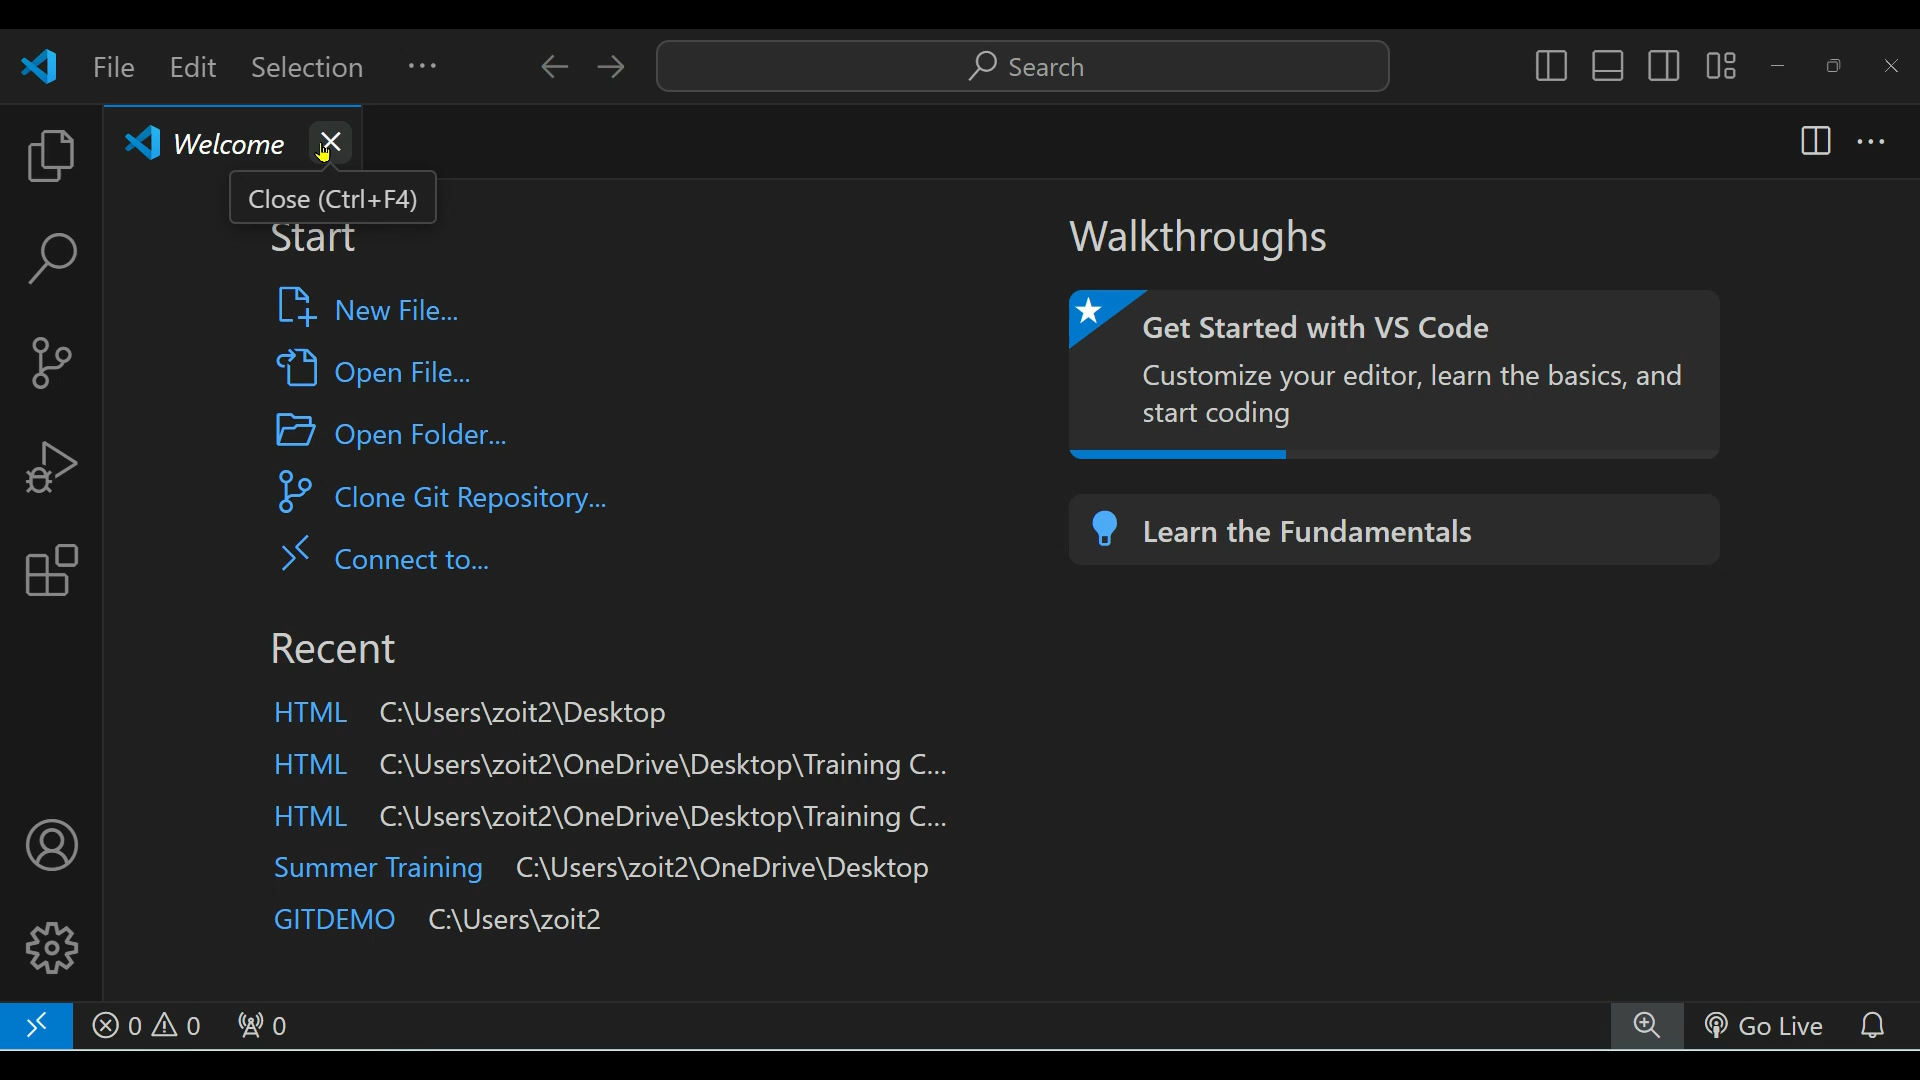 File Edit Selection ··· Search
Welcome
Close (Ctrl+F4)
Start
Walkthroughs
New File...
Open File...
Open Folder...
Clone Git Repository...
Connect to...
Get Started with VS Code
Customize your editor, learn the basics, and
start coding
Learn the Fundamentals
Recent
HTML C:\Users\zoit2\Desktop
HTML C:\Users\zoit2\OneDrive\Desktop\Training C...
HTML C:\Users\zoit2\OneDrive\Desktop\Training C...
Summer Training C:\Users\zoit2\OneDrive\Desktop
GITDEMO C:\Users\zoit2
0 0 0 Go Live